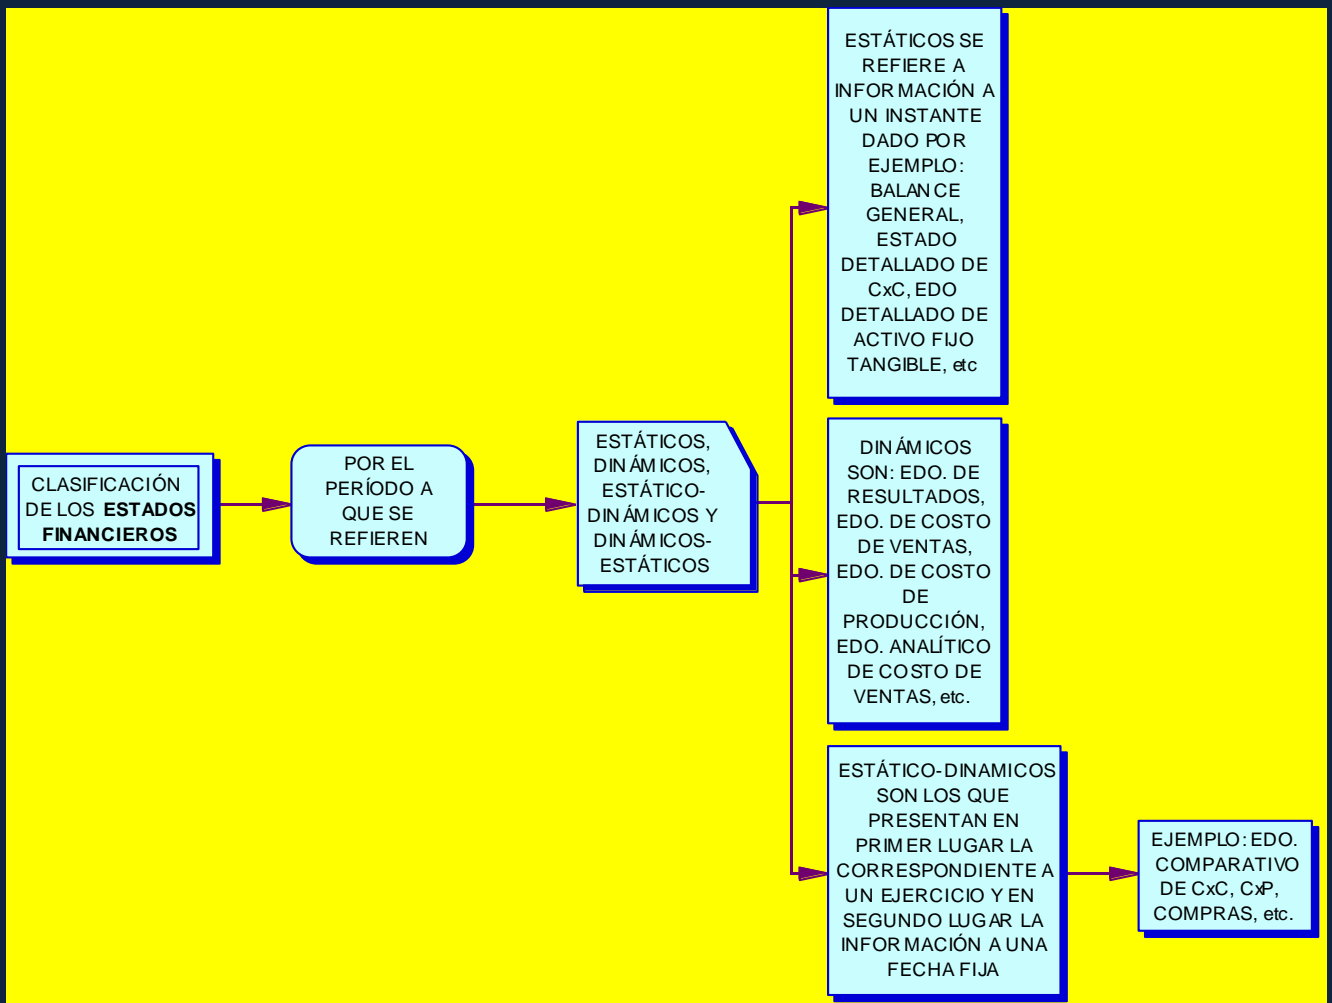 CLASIFICACIÓN
DE LOS ESTADOS
FINANCIEROS
POR EL
PERÍODO A
QUE SE
REFIEREN
ESTÁTICOS,
DINÁMICOS,
ESTÁTICO-
DINÁMICOS Y
DINÁMICOS-
ESTÁTICOS
ESTÁTICOS SE
REFIERE A
INFORMACIÓN A
UN INSTANTE
DADO POR
EJEMPLO:
BALANCE
GENERAL,
ESTADO
DETALLADO DE
CxC, EDO
DETALLADO DE
ACTIVO FIJO
TANGIBLE, etc
DINÁMICOS
SON: EDO. DE
RESULTADOS,
EDO. DE COSTO
DE VENTAS,
EDO. DE COSTO
DE
PRODUCCIÓN,
EDO. ANALÍTICO
DE COSTO DE
VENTAS, etc.
ESTÁTICO-DINAMICOS
SON LOS QUE
PRESENTAN EN
PRIMER LUGAR LA
CORRESPONDIENTE A
UN EJERCICIO Y EN
SEGUNDO LUGAR LA
INFORMACIÓN A UNA
FECHA FIJA
EJEMPLO: EDO.
COMPARATIVO
DE CxC, CxP,
COMPRAS, etc.